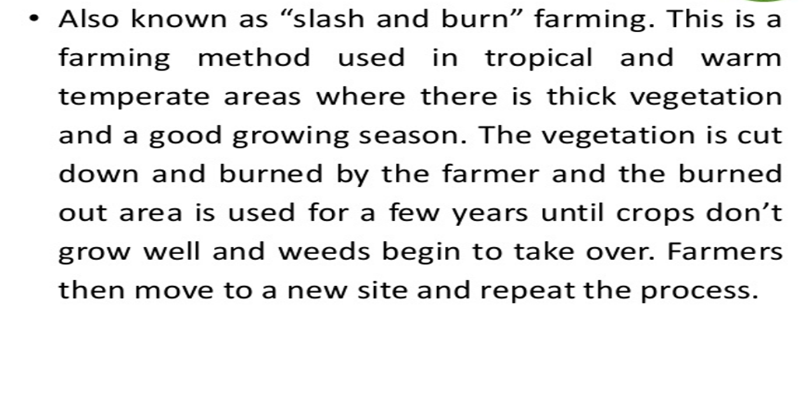 • Also known as “slash and burn” farming. This is a
farming method used in tropical and warm
temperate areas where there is thick vegetation
and a good growing season. The vegetation is cut
down and burned by the farmer and the burned
out area is used for a few years until crops don’t
grow well and weeds begin to take over. Farmers
then move to a new site and repeat the process.